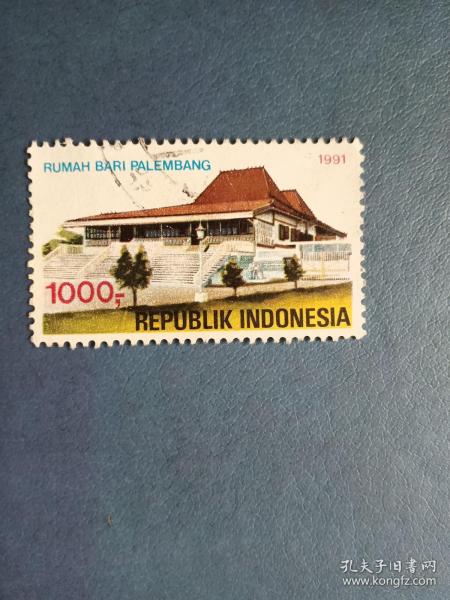 RUMAH BARI PALEMBANG
1991
1000,-
REPUBLIK INDONESIA
孔夫子旧书网
www.kongfz.com